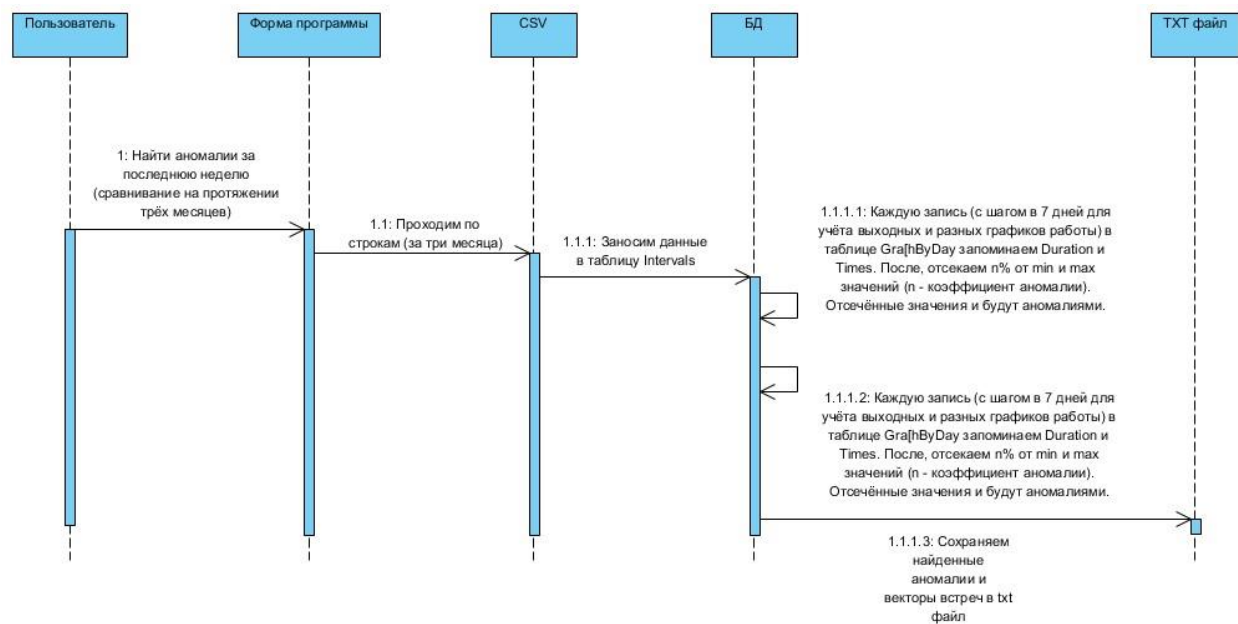 Пользователь
Форма программы
CSV
БД
TXT файл
1: Найти аномалии за
последнюю неделю
(сравнивание на протяжении
трёх месяцев)
1.1: Проходим по
строкам (за три месяца)
1.1.1: Заносим данные
в таблицу Intervals
1.1.1.1: Каждую запись (с шагом в 7 дней для
учёта выходных и разных графиков работы) в
таблице Gra[hByDay запоминаем Duration и
Times. После, отсекаем n% от min и max
значений (n - коэффициент аномалии).
Отсечённые значения и будут аномалиями.
1.1.1.2: Каждую запись (с шагом в 7 дней для
учёта выходных и разных графиков работы) в
таблице Gra[hByDay запоминаем Duration и
Times. После, отсекаем n% от min и max
значений (n - коэффициент аномалии).
Отсечённые значения и будут аномалиями.
1.1.1.3: Сохраняем
найденные
аномалии и
векторы встреч в txt
файл